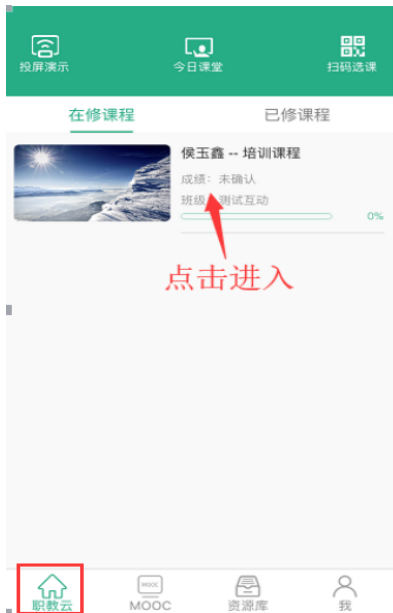 投屏演示
今日课堂
扫码选课
在修课程
已修课程
侯玉鑫 -- 培训课程
成绩：未确认
班级：测试互动
0%
点击进入
职教云
MOOC
MOOC
资源库
我